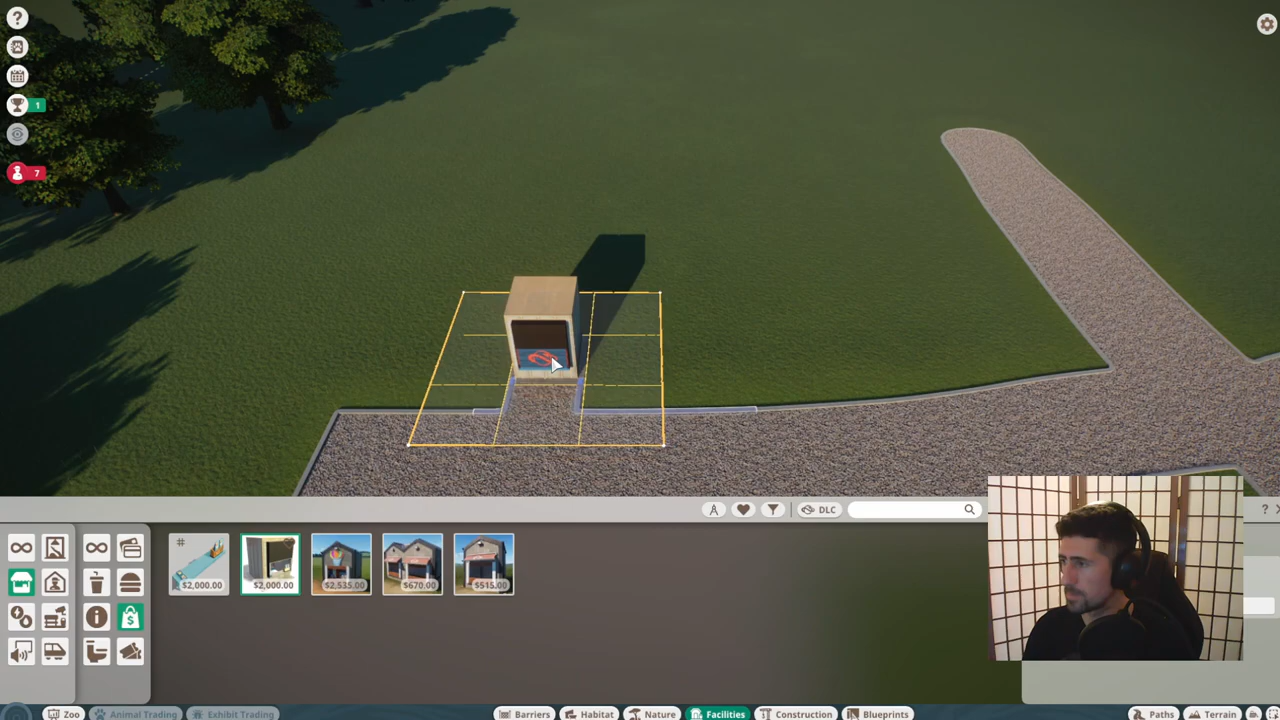 ?
1
7
DLC
?
#
$2,000.00
$2,000.00
$2,535.00
$670.00
$515.00
Zoo
Animal Trading
Exhibit Trading
Barriers
Habitat
Nature
Facilities
Construction
Blueprints
Paths
Terrain